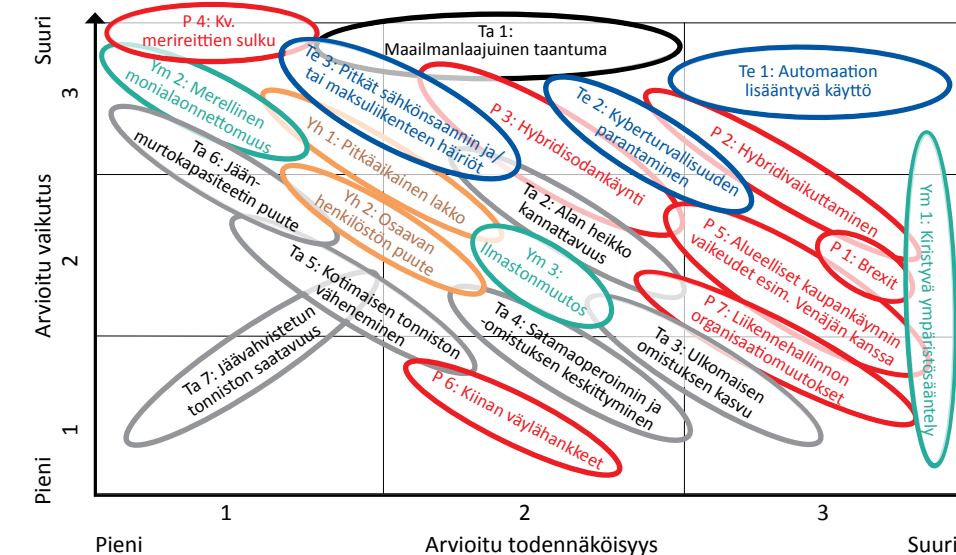 Suuri
3
Arvioitu vaikutus
2
1
Pieni
P 4: Kv.
merireittien sulku
Ta 1:
Maailmanlaajuinen taantuma
Te 1: Automaation
lisääntyvä käyttö
Ym 2: Merellinen
monialaonnettomuus
Te 3: Pitkät sähkönsaannin ja/
tai maksuliikenteen häiriöt
P 3: Hybridisodankäynti
Te 2: Kyberturvallisuuden
parantaminen
P 2: Hybridivaikuttaminen
Ta 6: Jään-
murtokapasiteetin puute
Yh 1: Pitkäaikainen lakko
Yh 2: Osaavan
henkilöstön puute
Ta 2: Alan heikko
kannattavuus
Ym 3:
Ilmastonmuutos
P 5: Alueelliset kaupankäynnin
vaikeudet esim. Venäjän kanssa
P 1: Brexit
Ym 1: Kiristyvä ympäristösääntely
Ta 5: Kotimaisen tonniston
väheneminen
Ta 7: Jäävahvistetun
tonniston saatavuus
Ta 4: Satamaoperoinnin ja
-omistuksen keskittyminen
Ta 3: Ulkomaisen
omistuksen kasvu
P 7: Liikennehallinnon
organisaatiomuutokset
P 6: Kiinan väylähankkeet
1
2
3
Pieni
Arvioitu todennäköisyys
Suuri